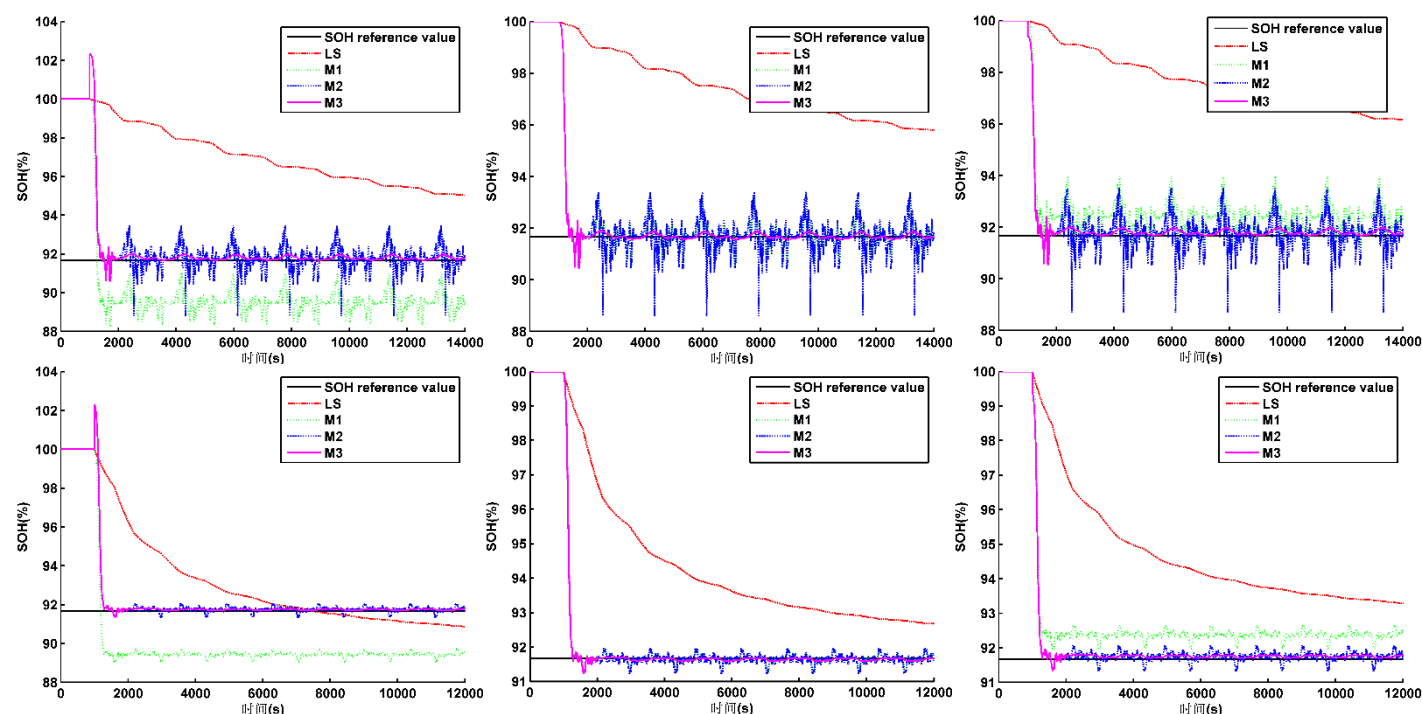 104
102
100
98
96
94
92
90
88
SOH(%)
SOH reference value
LS
M1
M2
M3
0 2000 4000 6000 8000 10000 12000 14000
时间(s)
100
98
96
94
92
90
88
SOH(%)
SOH reference value
LS
M1
M2
M3
0 2000 4000 6000 8000 10000 12000 14000
时间(s)
100
98
96
94
92
90
88
SOH(%)
SOH reference value
LS
M1
M2
M3
0 2000 4000 6000 8000 10000 12000 14000
时间(s)
104
102
100
98
96
94
92
90
88
SOH(%)
SOH reference value
LS
M1
M2
M3
0 2000 4000 6000 8000 10000 12000
时间(s)
100
99
98
97
96
95
94
93
92
91
SOH(%)
SOH reference value
LS
M1
M2
M3
0 2000 4000 6000 8000 10000 12000
时间(s)
100
99
98
97
96
95
94
93
92
91
SOH(%)
SOH reference value
LS
M1
M2
M3
0 2000 4000 6000 8000 10000 12000
时间(s)